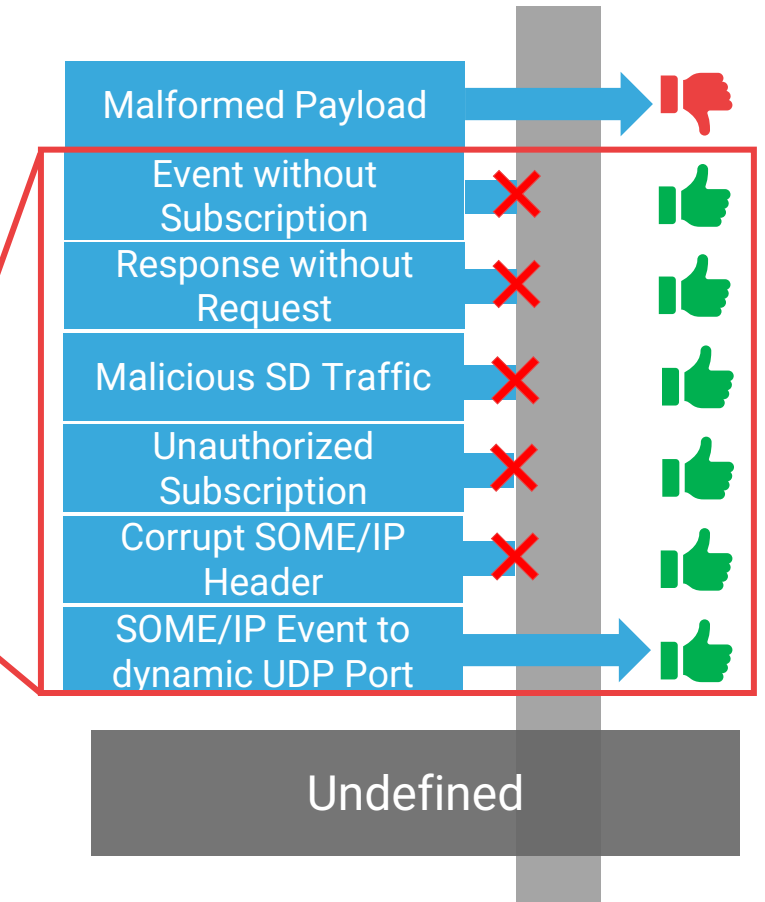 Malformed Payload
Event without
Subscription
Response without
Request
Malicious SD Traffic
Unauthorized
Subscription
Corrupt SOME/IP
Header
SOME/IP Event to
dynamic UDP Port
Undefined